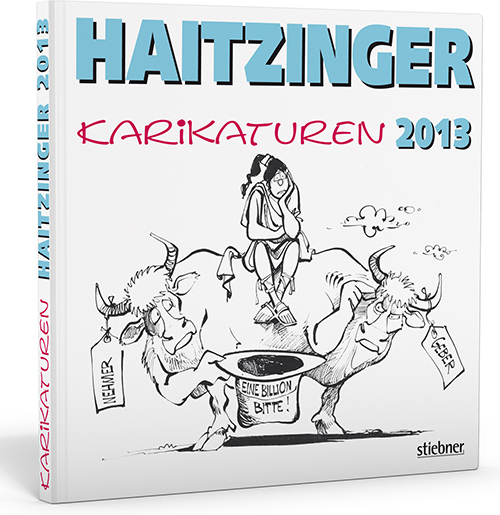 HAITZINGER
KARIKATUREN 2013
KARIKATUREN HAITZINGER 2013
NEHMER
GEBER
EINE BILLION
BITTE!
stiebner